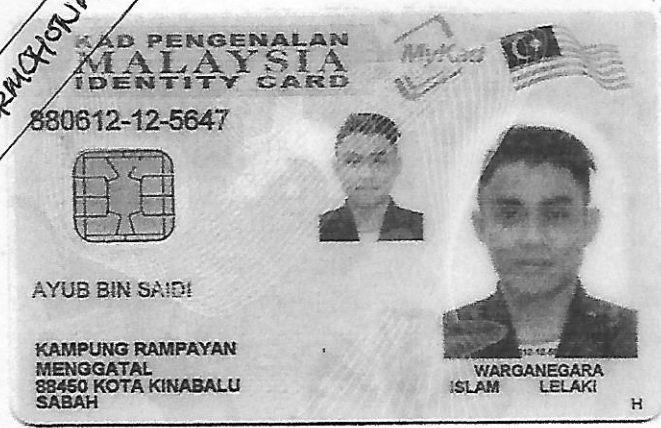 KAD PENGENALAN
MALAYSIA
IDENTITY CARD
MyKad
880612-12-5647
AYUB BIN SAIDI
KAMPUNG RAMPAYAN
MENGGATAL
88450 KOTA KINABALU
SABAH
WARGANEGARA
ISLAM LELAKI
H